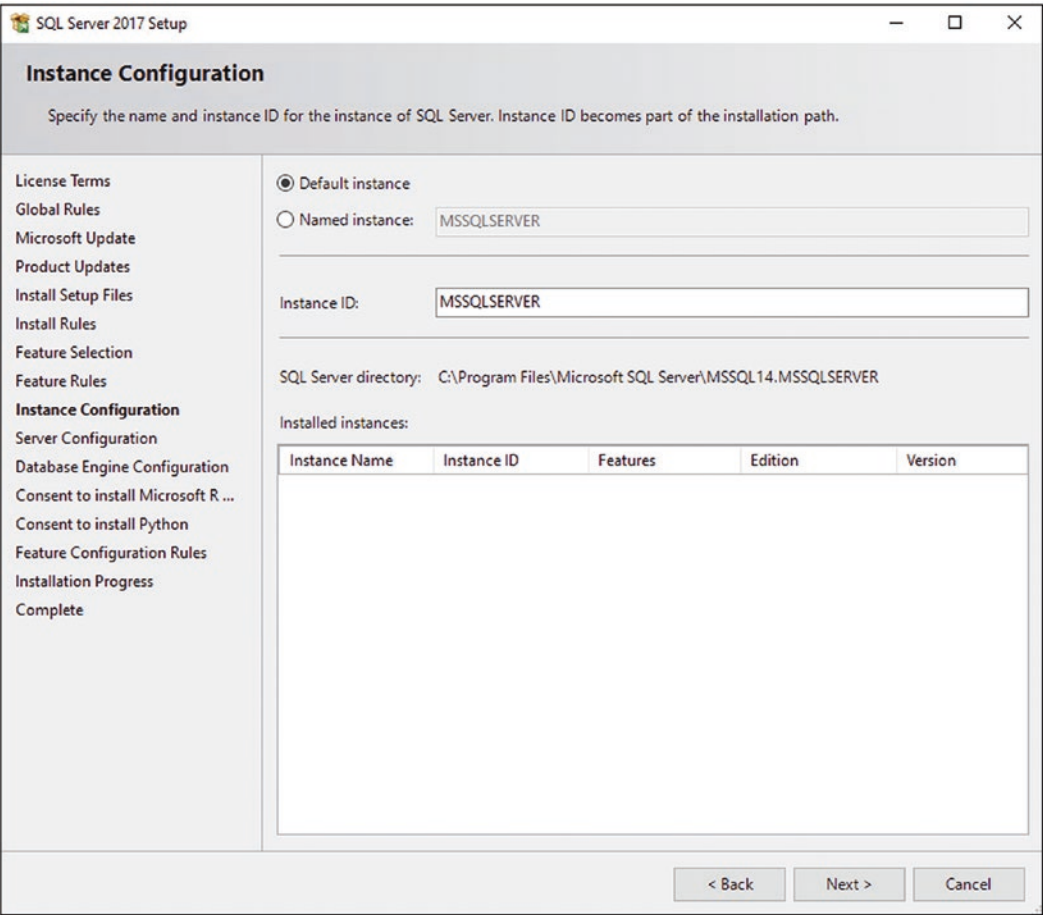 SQL Server 2017 Setup
Instance Configuration
Specify the name and instance ID for the instance of SQL Server. Instance ID becomes part of the installation path.
License Terms
Global Rules
Microsoft Update
Product Updates
Install Setup Files
Install Rules
Feature Selection
Feature Rules
Instance Configuration
Server Configuration
Database Engine Configuration
Consent to install Microsoft R ...
Consent to install Python
Feature Configuration Rules
Installation Progress
Complete
Default instance
Named instance: MSSQLSERVER
Instance ID: MSSQLSERVER
SQL Server directory: C:\Program Files\Microsoft SQL Server\MSSQL14.MSSQLSERVER
Installed instances:
Instance Name Instance ID Features Edition Version
< Back Next > Cancel